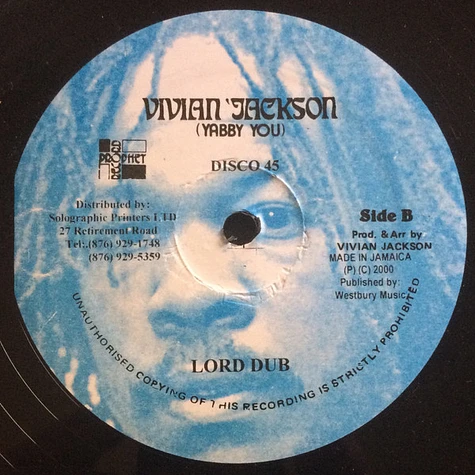 VIVIAN 'JACKSON
(YABBY YOU)
PROPHET
RECORD
DISCO 45
Distributed by:
Solographic Printers LTD
27 Retirement Road
Tel:.(876) 929-1748
(876) 929-5359
Side B
Prod. & Arr by
VIVIAN JACKSON
MADE IN JAMAICA
(P) (C) 2000
Published by:
Westbury Music
LORD DUB
UNAUTHORISED COPYING OF THIS RECORDING IS STRICTLY PROHIBITED